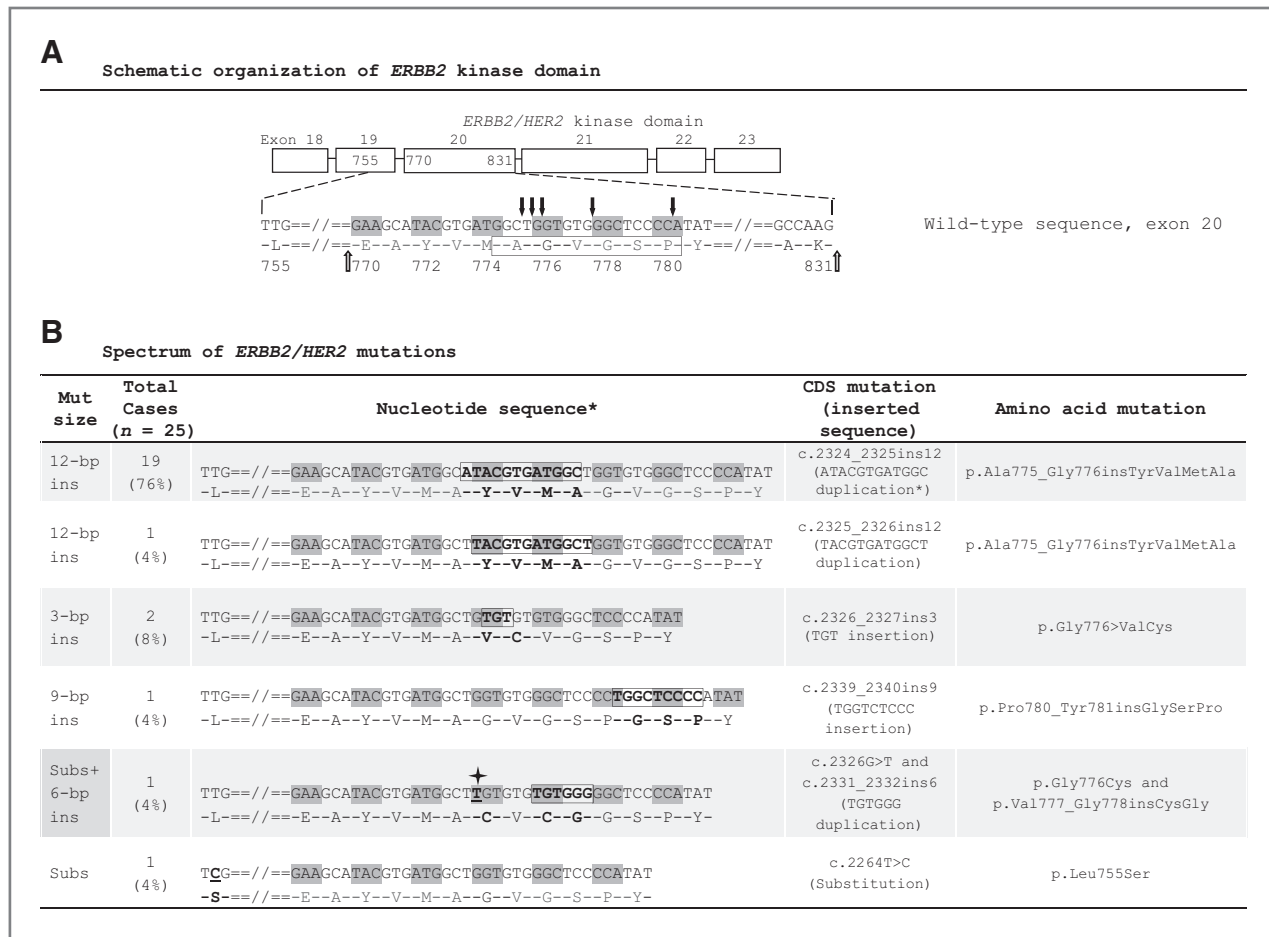 A
Schematic organization of ERBB2 kinase domain
ERBB2/HER2 kinase domain
Exon 18 19 20 21 22 23
755 770 831
TTG==//==GAAGCATACGTGATGGCTGGTGTGGGCTCCCCATAT==//==GCCAAG
-L-==//==-E--A--Y--V--M--A--G--V--G--S--P--Y--==//==-A--K-
755 770 772 774 776 778 780 831
Wild-type sequence, exon 20
B
Spectrum of ERBB2/HER2 mutations
Mut size
Total Cases (n = 25)
Nucleotide sequence*
CDS mutation (inserted sequence)
Amino acid mutation
12-bp ins
19 (76%)
TTG==//==GAAGCATACGTGATGGCATACGTGATGGCTGGTGTGGGCTCCCCATAT
-L-==//==-E--A--Y--V--M--A--Y--V--M--A--G--V--G--S--P--Y
c.2324_2325ins12
(ATACGTGATGGC
duplication*)
p.Ala775_Gly776insTyrValMetAla
12-bp ins
1 (4%)
TTG==//==GAAGCATACGTGATGGCTTACGTGATGGCTGGTGTGGGCTCCCCATAT
-L-==//==-E--A--Y--V--M--A--Y--V--M--A--G--V--G--S--P--Y
c.2325_2326ins12
(TACGTGATGGCT
duplication)
p.Ala775_Gly776insTyrValMetAla
3-bp ins
2 (8%)
TTG==//==GAAGCATACGTGATGGCTGTGTGTGTGGGCTCCCCATAT
-L-==//==-E--A--Y--V--M--A--V--C--V--G--S--P--Y
c.2326_2327ins3
(TGT insertion)
p.Gly776>ValCys
9-bp ins
1 (4%)
TTG==//==GAAGCATACGTGATGGCTGGTGTGGGCTCCCCTGGCTCCCCATAT
-L-==//==-E--A--Y--V--M--A--G--V--G--S--P--G--S--P--Y
c.2339_2340ins9
(TGGTCTCCC
insertion)
p.Pro780_Tyr781insGlySerPro
Subs+ 6-bp ins
1 (4%)
TTG==//==GAAGCATACGTGATGGCTTGTGTGTGTGGGGGCTCCCCATAT
-L-==//==-E--A--Y--V--M--A--C--V--C--G--G--S--P--Y-
c.2326G>T and
c.2331_2332ins6
(TGTGGG
duplication)
p.Gly776Cys and
p.Val777_Gly778insCysGly
Subs
1 (4%)
TCG==//==GAAGCATACGTGATGGCTGGTGTGGGCTCCCCATAT
-S-==//==-E--A--Y--V--M--A--G--V--G--S--P--Y-
c.2264T>C
(Substitution)
p.Leu755Ser